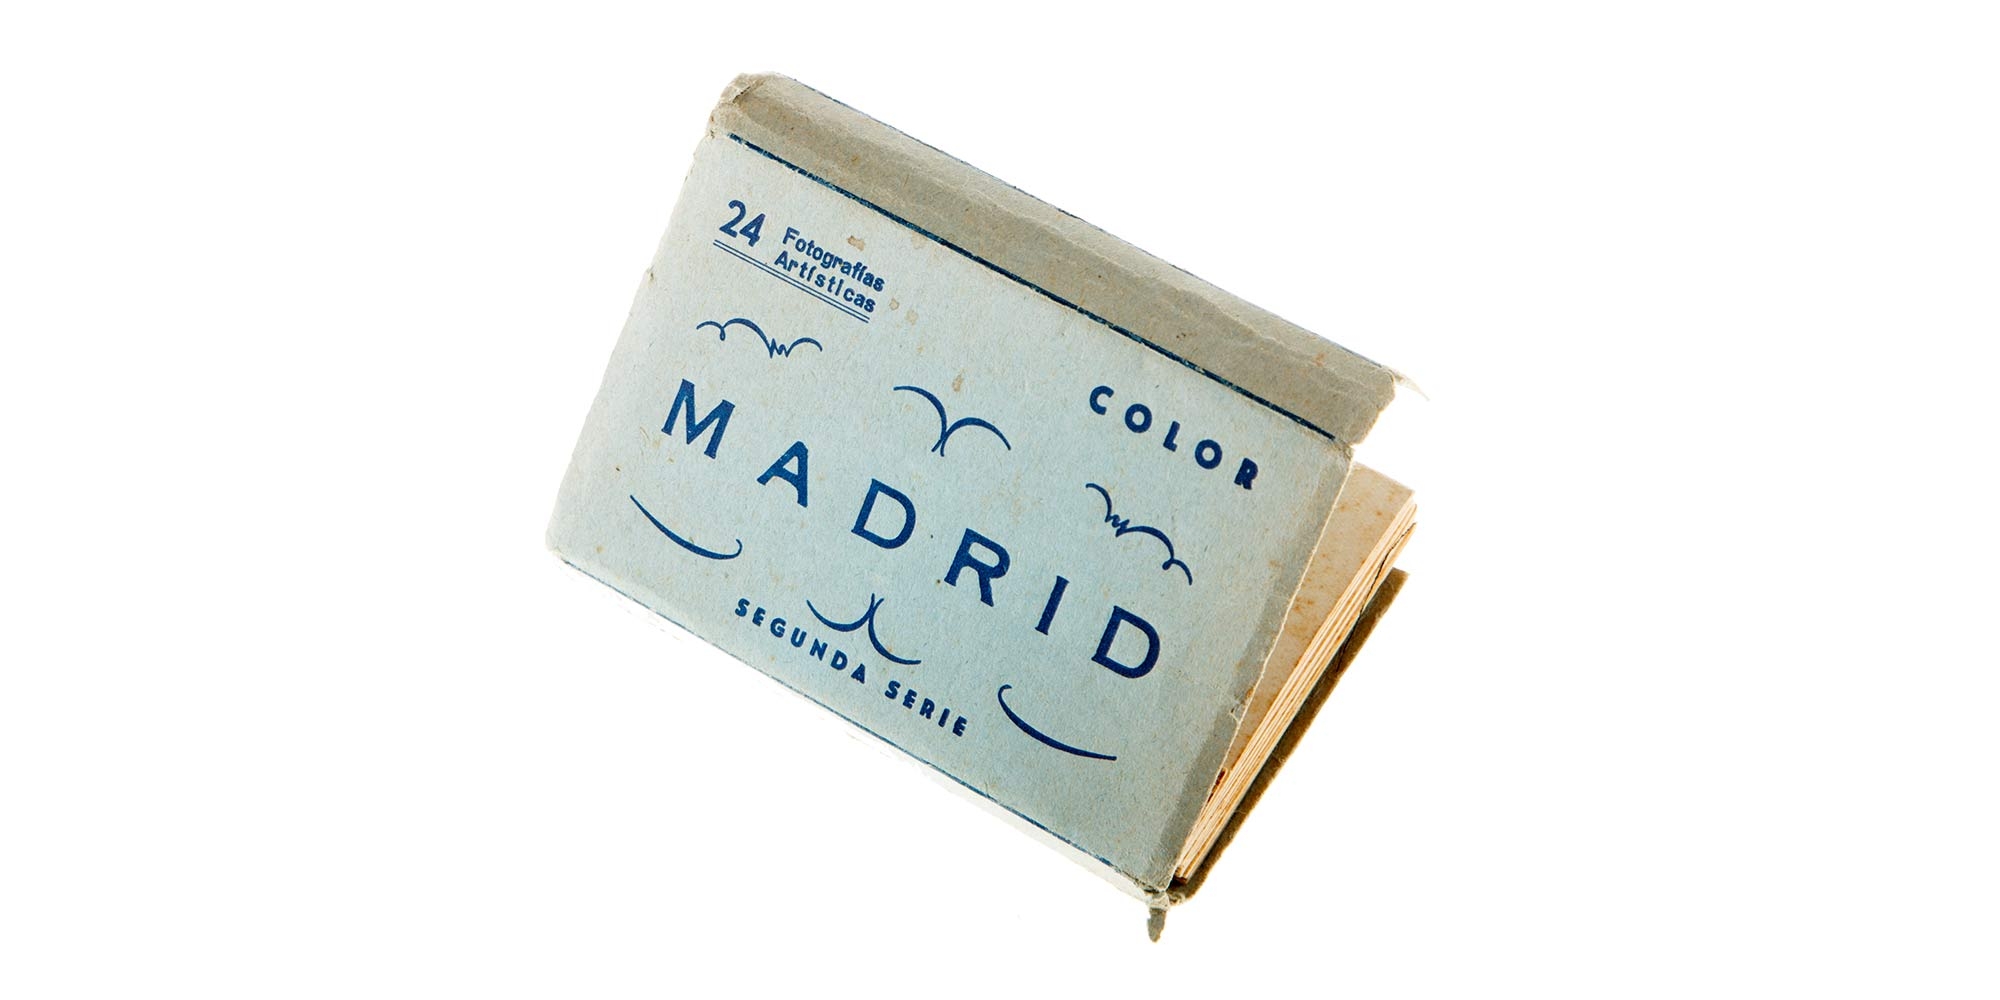 24 Fotografías
Artísticas
COLOR
MADRID
SEGUNDA SERIE